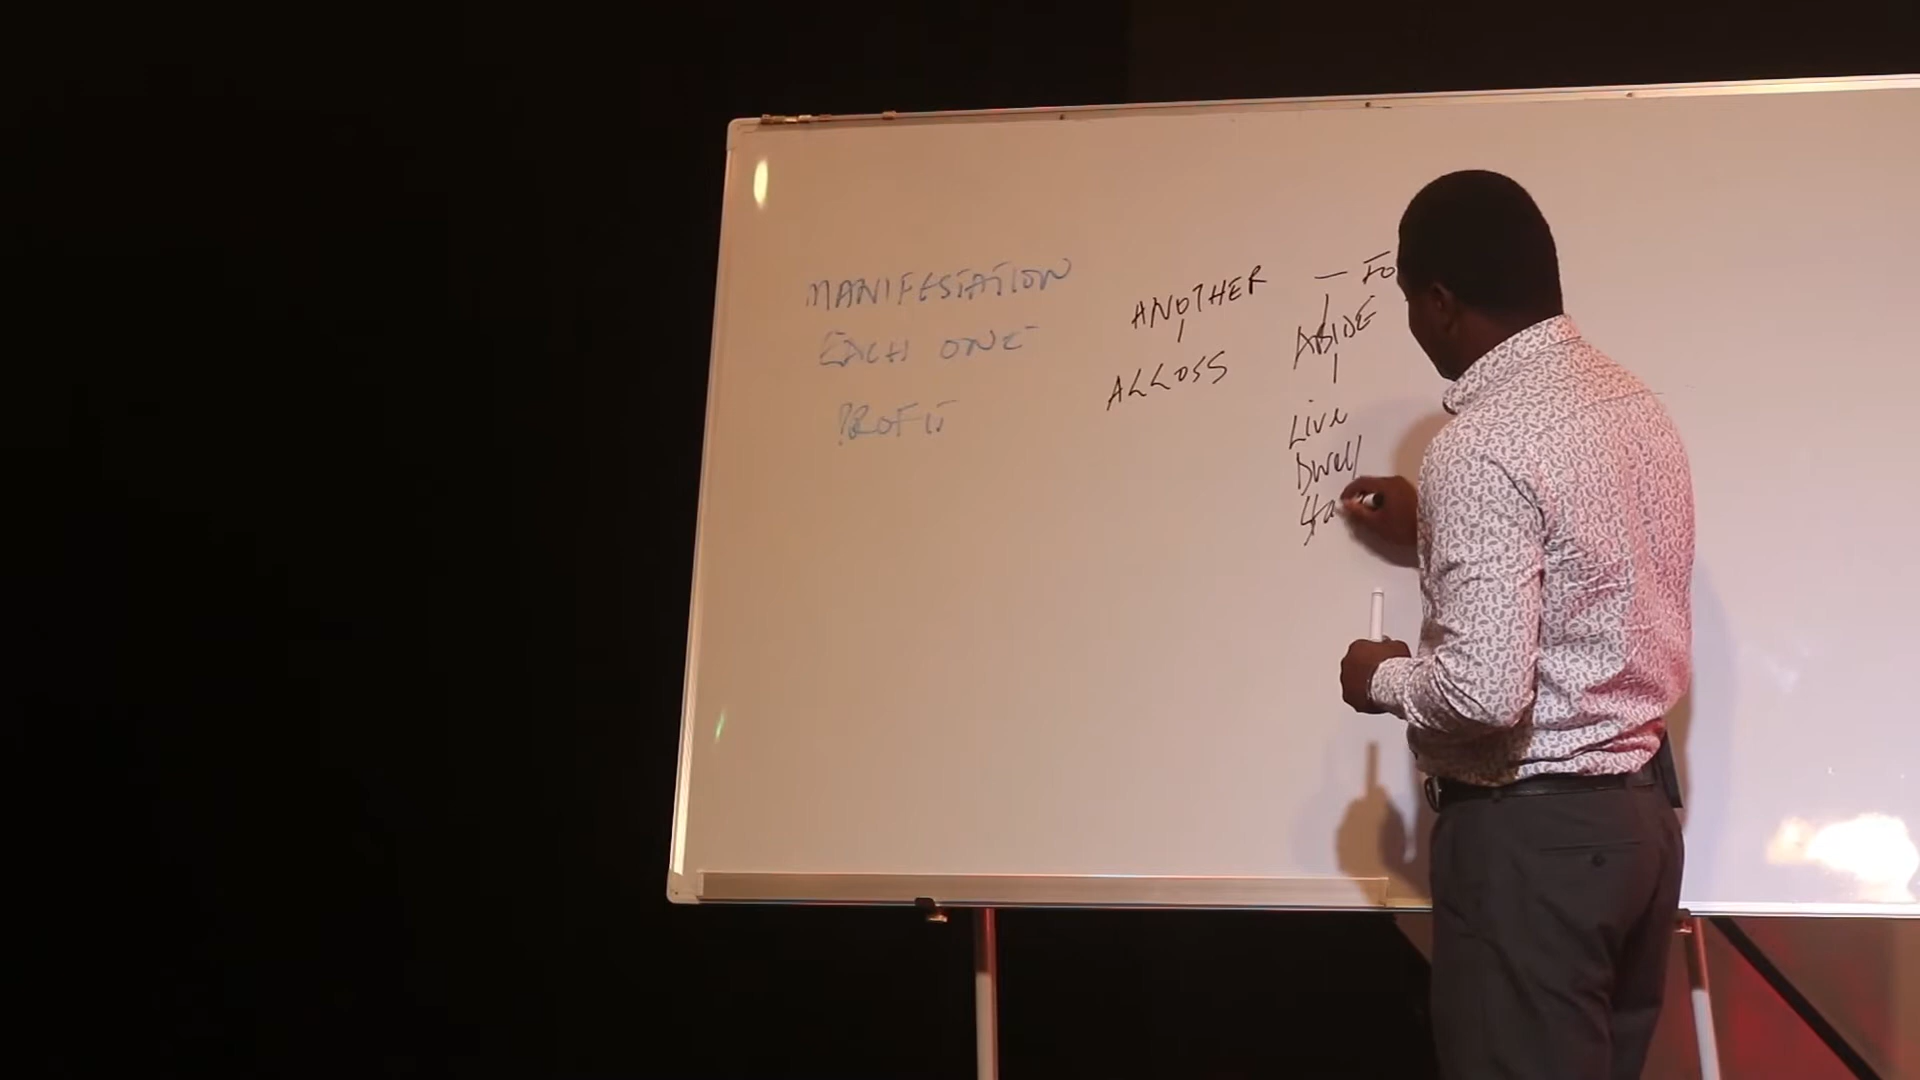 MANIFESTATION
EACH ONE
PROFIT
ANOTHER
ALLOSS
ABIDE
Live
Dwell